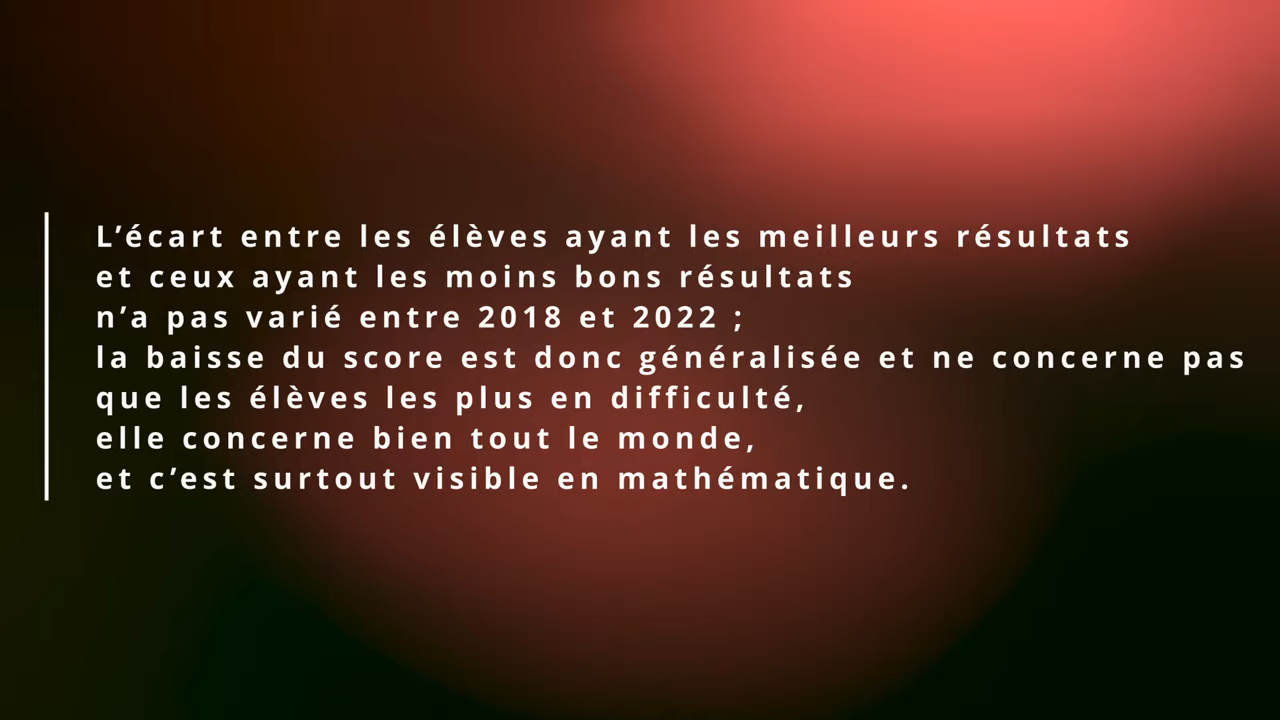 L’écart entre les élèves ayant les meilleurs résultats
et ceux ayant les moins bons résultats
n’a pas varié entre 2018 et 2022 ;
la baisse du score est donc généralisée et ne concerne pas
que les élèves les plus en difficulté,
elle concerne bien tout le monde,
et c’est surtout visible en mathématique.